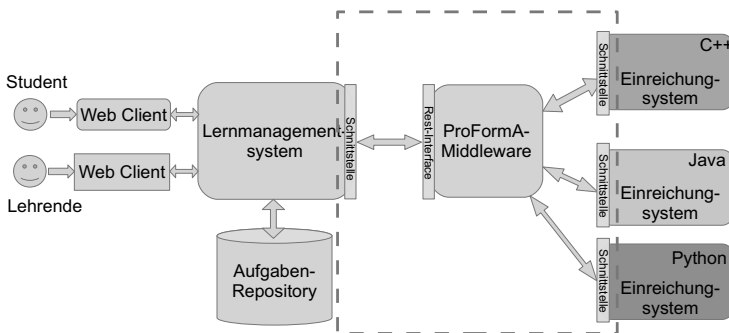 Student
Web Client
Web Client
Lehrende
Lernmanagement-
system
Schnittstelle
Aufgaben-
Repository
Rest-Interface
ProFormA-
Middleware
Schnittstelle
C++
Einreichung-
system
Schnittstelle
Java
Einreichung-
system
Schnittstelle
Python
Einreichung-
system